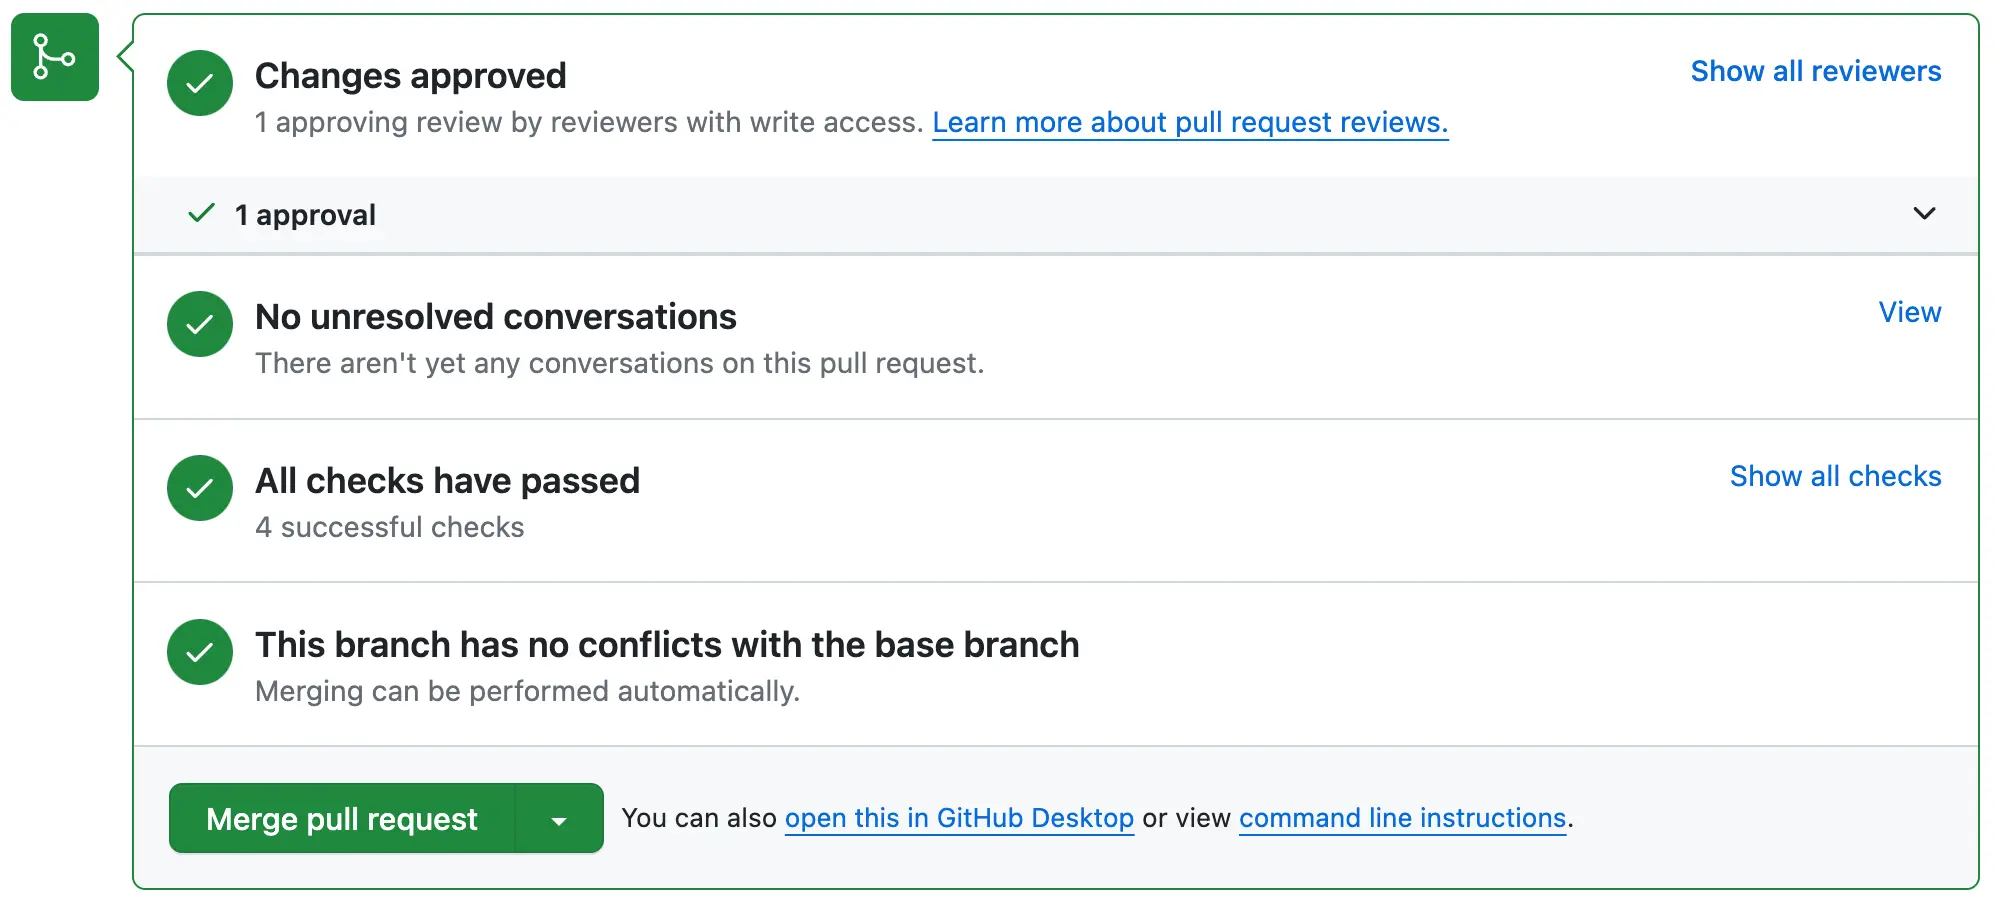 Changes approved
Show all reviewers
1 approving review by reviewers with write access. Learn more about pull request reviews.
1 approval
No unresolved conversations
View
There aren't yet any conversations on this pull request.
All checks have passed
Show all checks
4 successful checks
This branch has no conflicts with the base branch
Merging can be performed automatically.
Merge pull request
You can also open this in GitHub Desktop or view command line instructions.